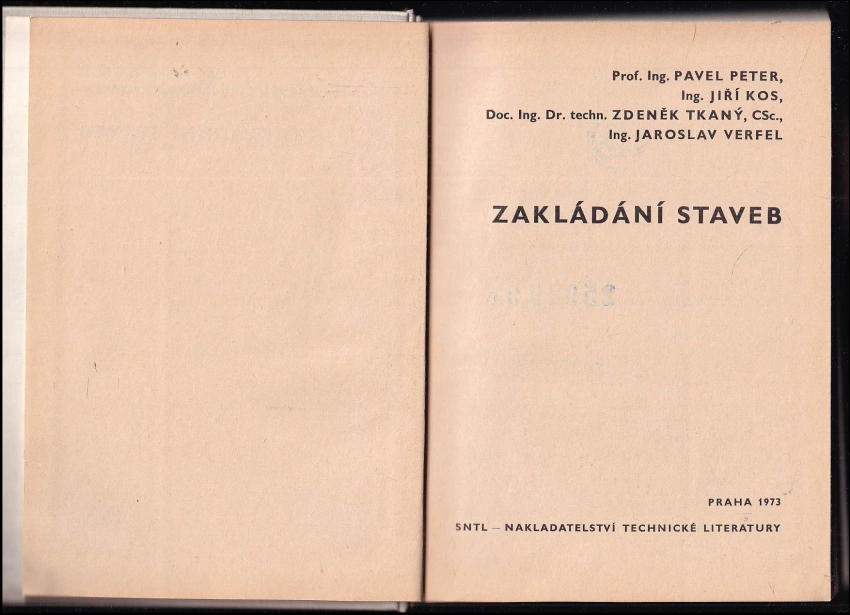 Prof. Ing. PAVEL PETER,
Ing. JIŘÍ KOS,
Doc. Ing. Dr. techn. ZDENĚK TKANÝ, CSc.,
Ing. JAROSLAV VERFEL
ZAKLÁDÁNÍ STAVEB
PRAHA 1973
SNTL – NAKLADATELSTVÍ TECHNICKÉ LITERATURY